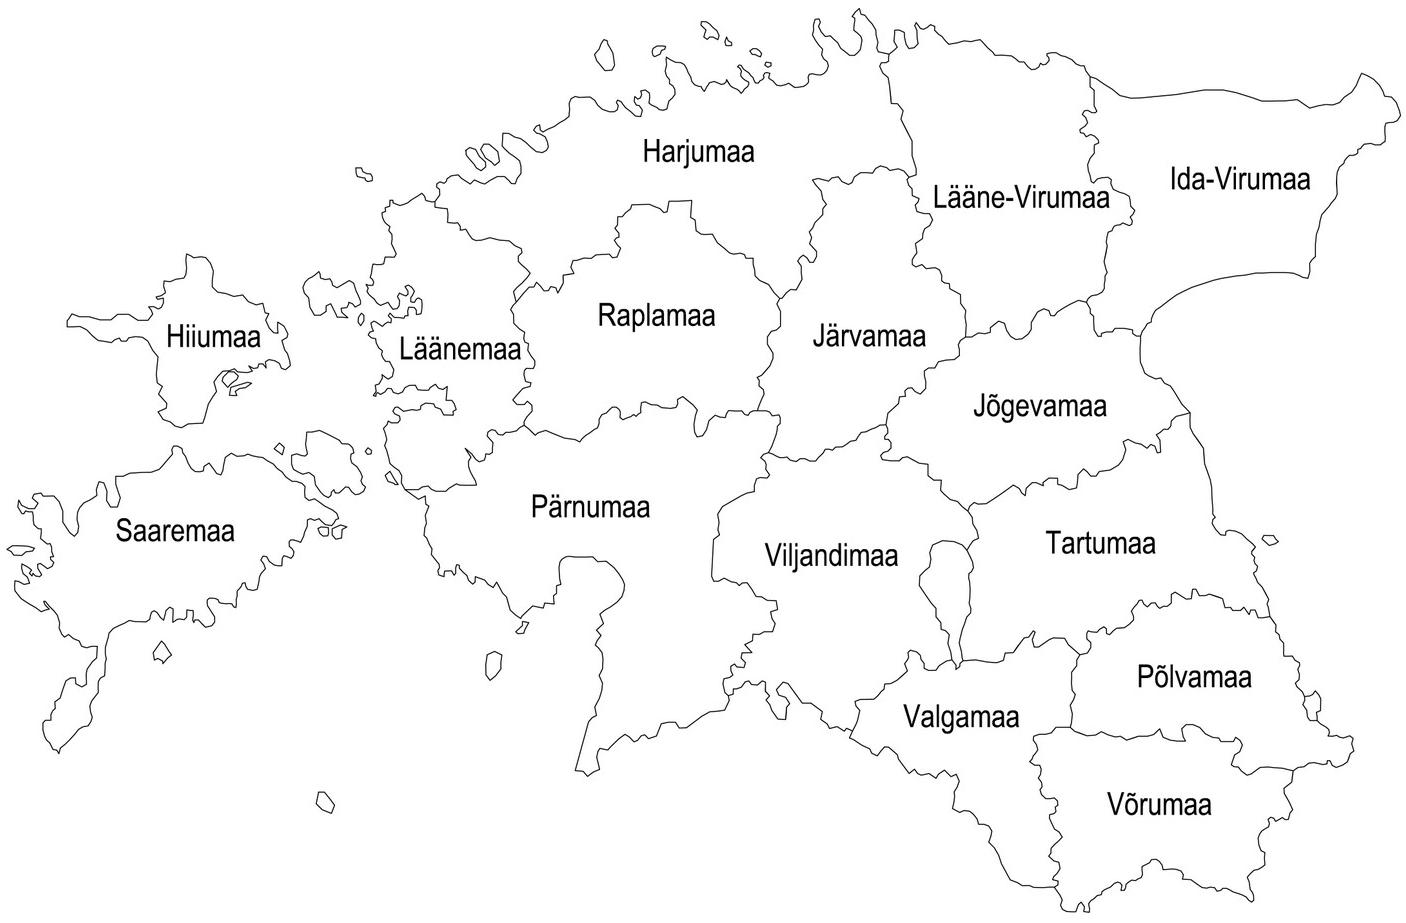 Harjumaa
Ida-Virumaa
Lääne-Virumaa
Raplamaa
Hiiumaa
Järvamaa
Läänemaa
Jõgevamaa
Pärnumaa
Saaremaa
Tartumaa
Viljandimaa
Põlvamaa
Valgamaa
Võrumaa